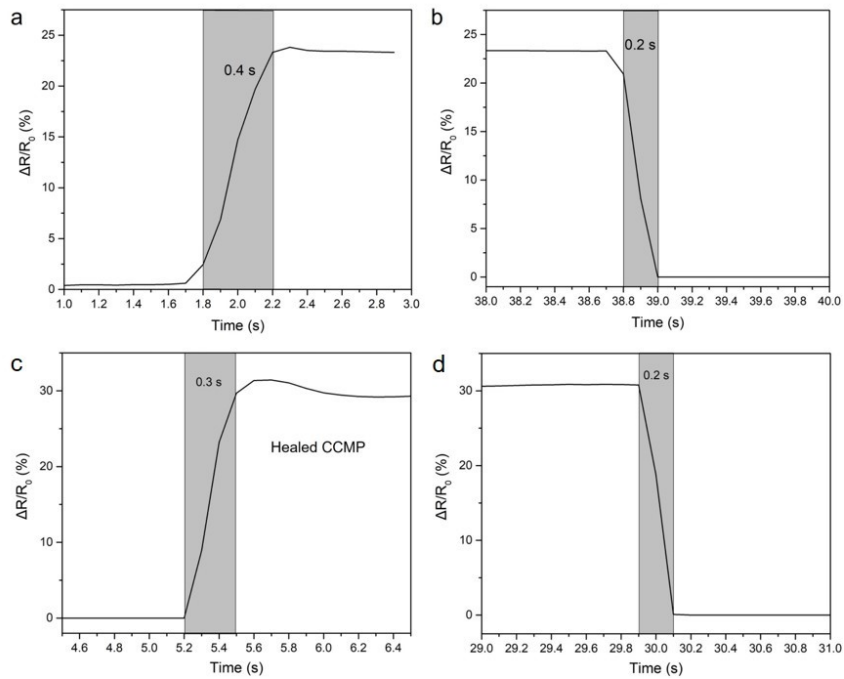 a
0.4 s
25
20
15
10
5
0
ΔR/R₀ (%)
1.0 1.2 1.4 1.6 1.8 2.0 2.2 2.4 2.6 2.8 3.0
Time (s)
b
0.2 s
25
20
15
10
5
0
ΔR/R₀ (%)
38.0 38.2 38.4 38.6 38.8 39.0 39.2 39.4 39.6 39.8 40.0
Time (s)
c
0.3 s
Healed CCMP
30
20
10
0
ΔR/R₀ (%)
4.6 4.8 5.0 5.2 5.4 5.6 5.8 6.0 6.2 6.4
Time (s)
d
0.2 s
30
20
10
0
ΔR/R₀ (%)
29.0 29.2 29.4 29.6 29.8 30.0 30.2 30.4 30.6 30.8 31.0
Time (s)